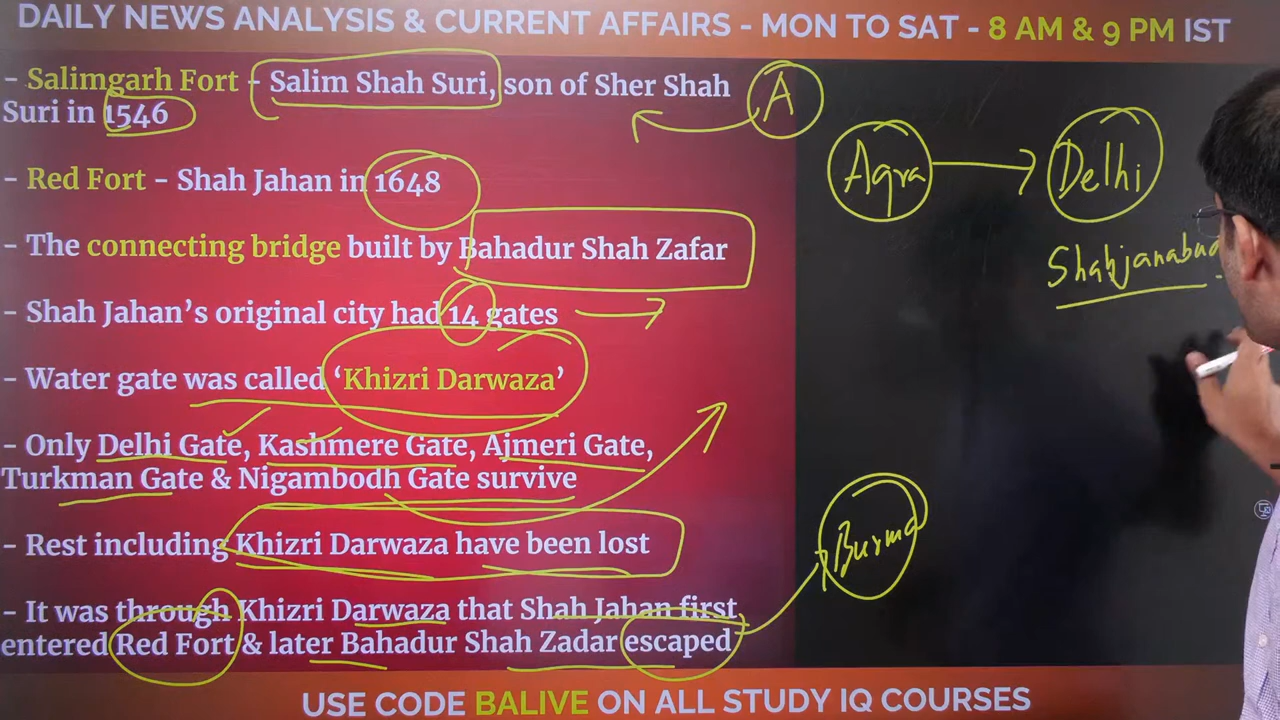 DAILY NEWS ANALYSIS & CURRENT AFFAIRS - MON TO SAT - 8 AM & 9 PM IST
- Salimgarh Fort - Salim Shah Suri, son of Sher Shah
Suri in 1546
A
- Red Fort - Shah Jahan in 1648
Agra
Delhi
- The connecting bridge built by Bahadur Shah Zafar
Shahjanabad
- Shah Jahan's original city had 14 gates
- Water gate was called 'Khizri Darwaza'
- Only Delhi Gate, Kashmere Gate, Ajmeri Gate,
Turkman Gate & Nigambodh Gate survive
- Rest including Khizri Darwaza have been lost
Burma
- It was through Khizri Darwaza that Shah Jahan first
entered Red Fort & later Bahadur Shah Zadar escaped
USE CODE BALIVE ON ALL STUDY IQ COURSES